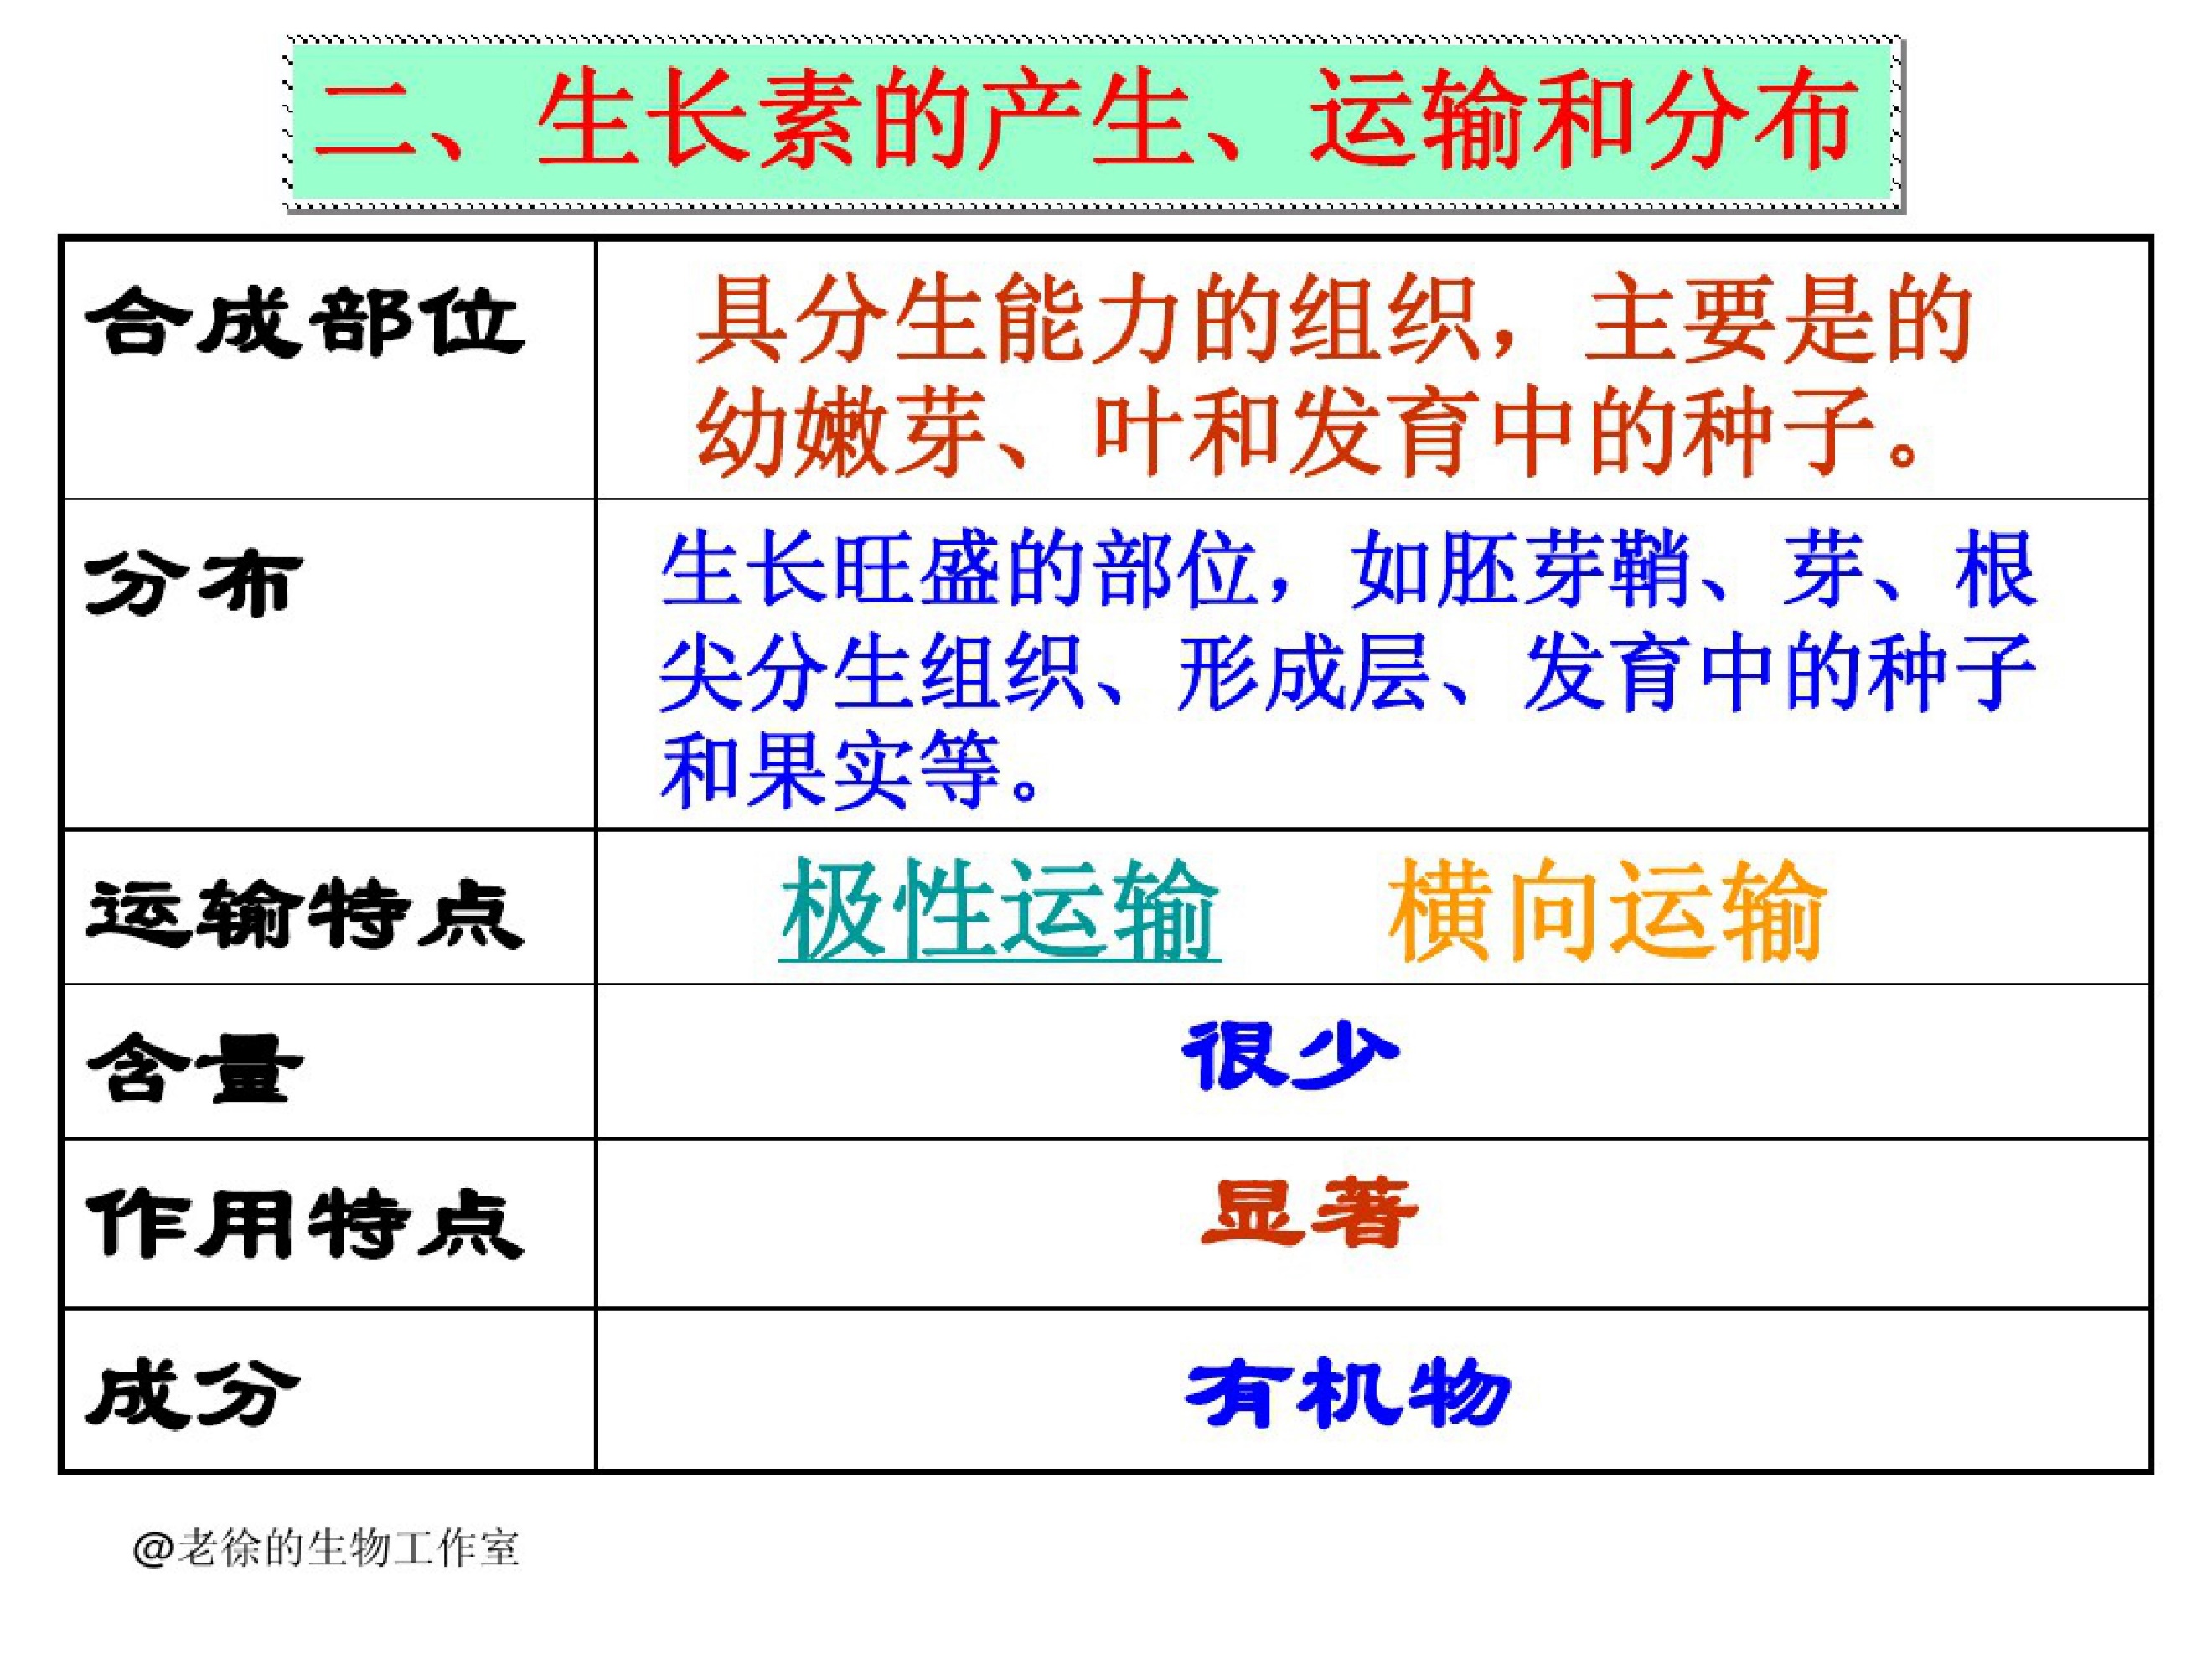 二、生长素的产生、运输和分布
合成部位
具分生能力的组织，主要是的
幼嫩芽、叶和发育中的种子。
分布
生长旺盛的部位，如胚芽鞘、芽、根
尖分生组织、形成层、发育中的种子
和果实等。
运输特点
极性运输 横向运输
含量
很少
作用特点
显著
成分
有机物
@老徐的生物工作室